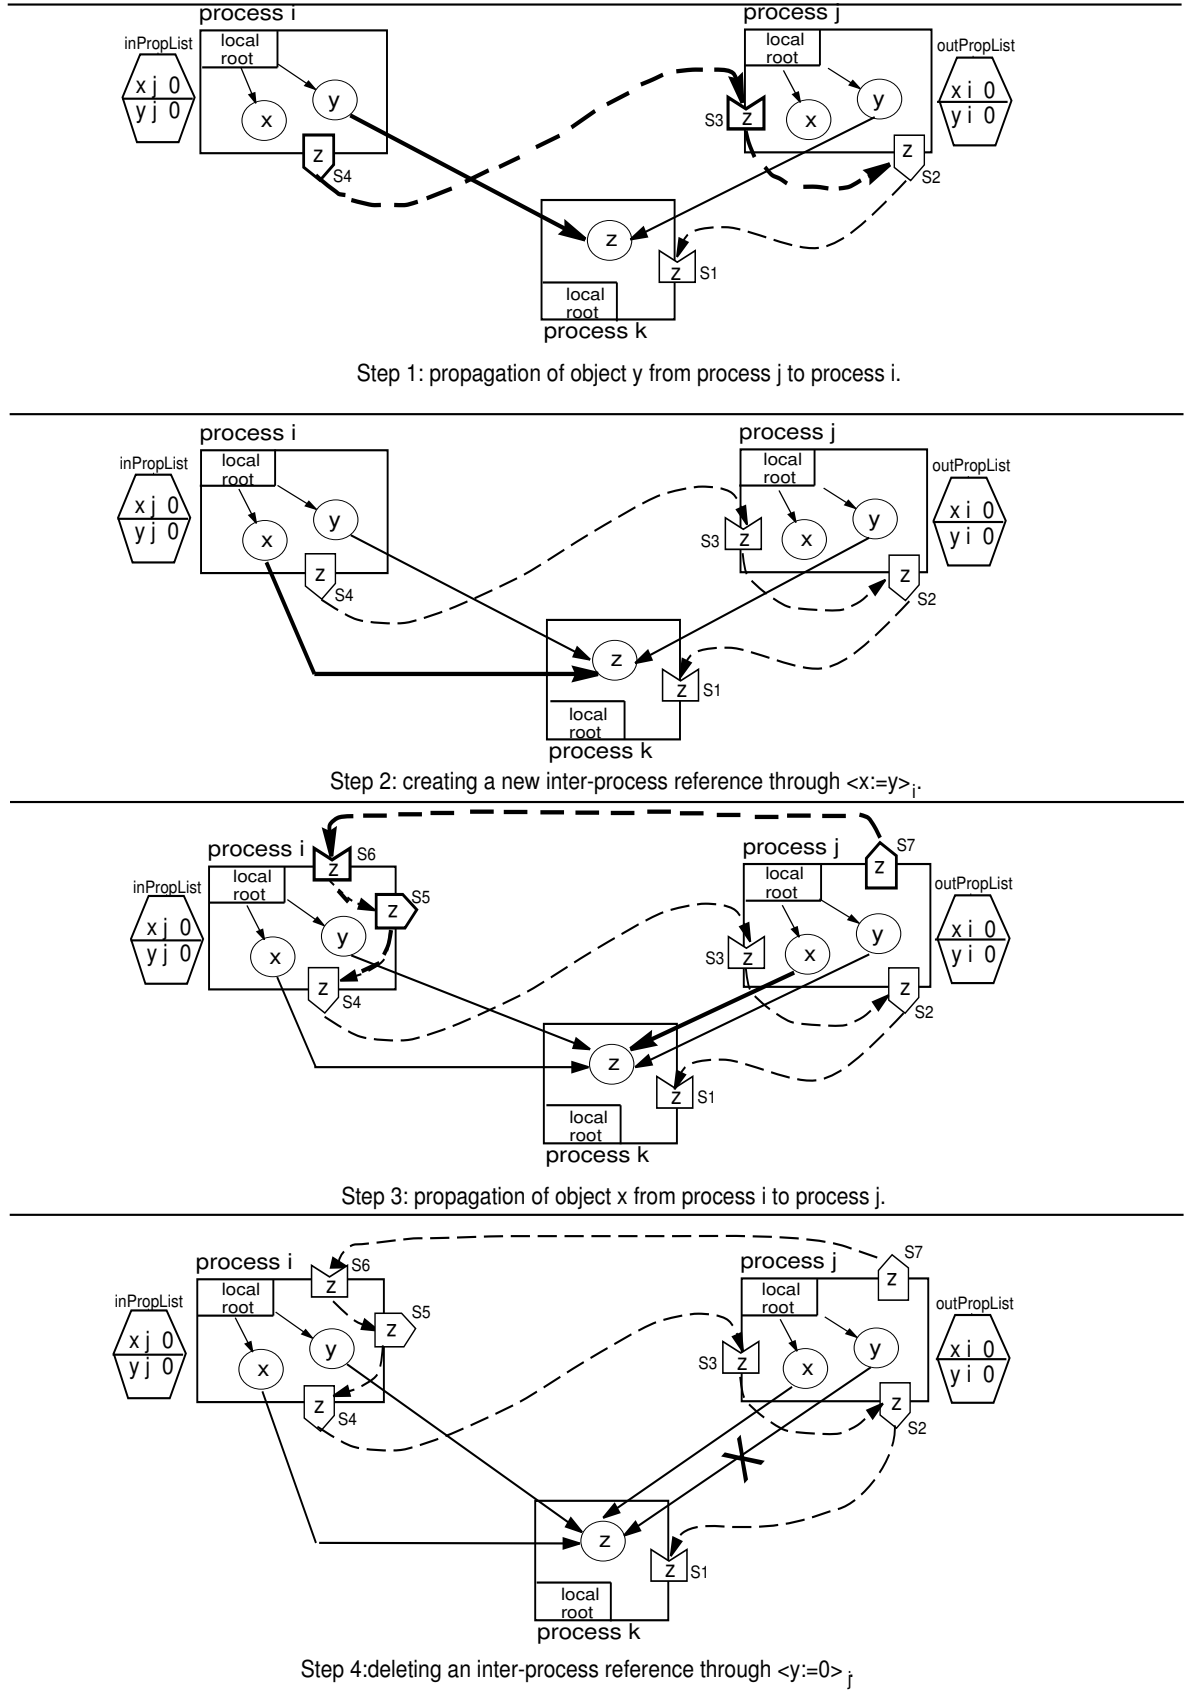 process i
process j
inPropList
local
root
x j 0
y j 0
y
x
z
S4
local
root
outPropList
x i 0
y i 0
y
S3
z
x
z
S2
z
z
S1
local
root
process k
Step 1: propagation of object y from process j to process i.
process i
process j
inPropList
local
root
x j 0
y j 0
y
x
z
S4
local
root
outPropList
x i 0
y i 0
y
S3
z
x
z
S2
z
z
S1
local
root
process k
Step 2: creating a new inter-process reference through <x:=y>i.
process i
S6
z
process j
S7
z
inPropList
local
root
x j 0
y j 0
z
S5
y
x
z
S4
local
root
outPropList
x i 0
y i 0
y
S3
z
x
z
S2
z
z
S1
local
root
process k
Step 3: propagation of object x from process i to process j.
process i
S6
z
process j
S7
z
inPropList
local
root
x j 0
y j 0
z
S5
y
x
z
S4
local
root
outPropList
x i 0
y i 0
y
S3
z
x
z
S2
z
z
S1
local
root
process k
Step 4:deleting an inter-process reference through <y:=0> j.